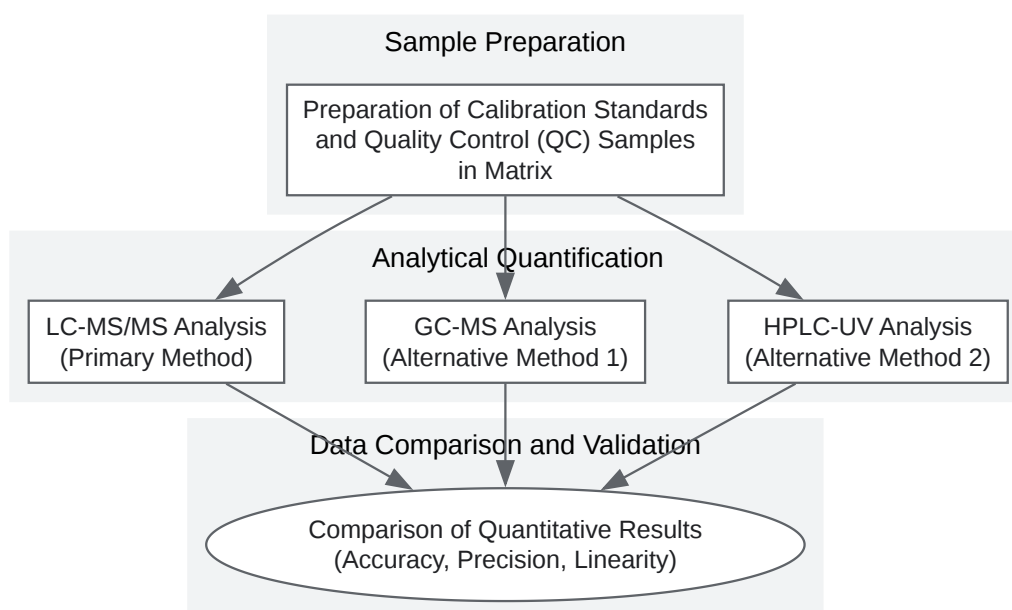 Sample Preparation
Preparation of Calibration Standards
and Quality Control (QC) Samples
in Matrix
Analytical Quantification
LC-MS/MS Analysis
(Primary Method)
GC-MS Analysis
(Alternative Method 1)
HPLC-UV Analysis
(Alternative Method 2)
Data Comparison and Validation
Comparison of Quantitative Results
(Accuracy, Precision, Linearity)